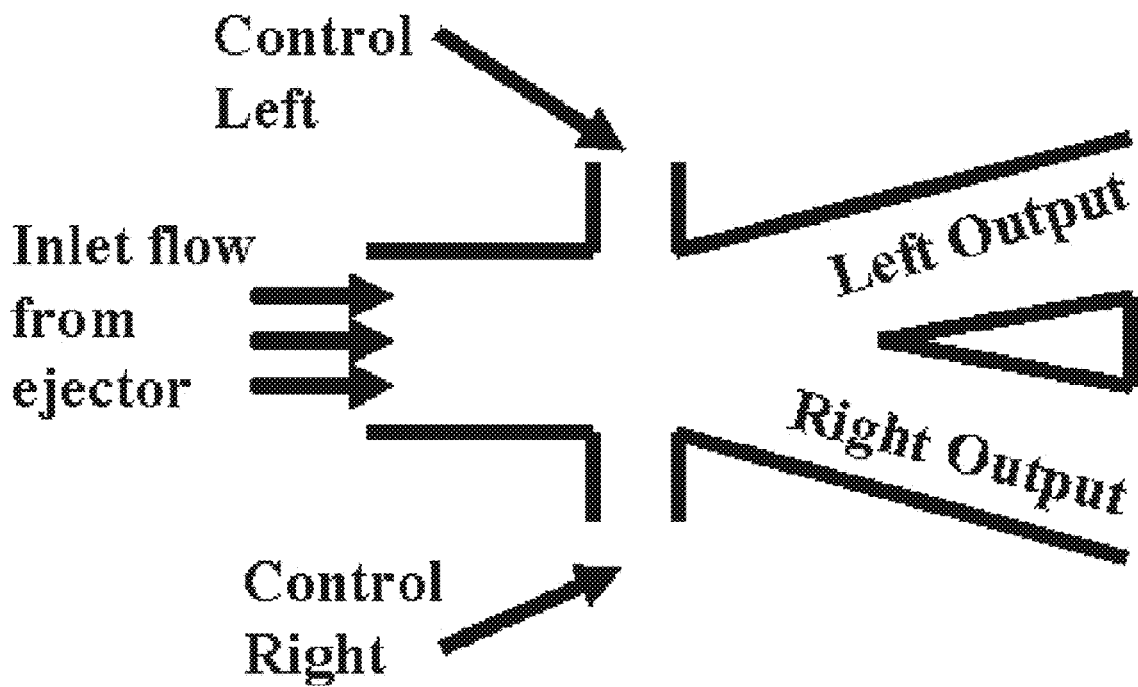 Control
Left
Inlet flow
from
ejector
Left Output
Right Output
Control
Right